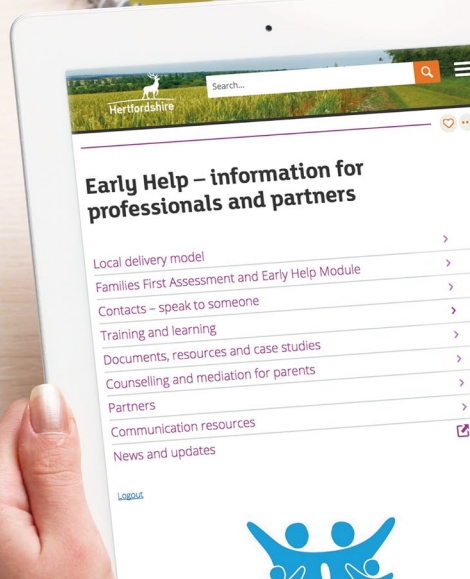 Hertfordshire
Search...
Early Help – information for
professionals and partners
Local delivery model
Families First Assessment and Early Help Module
Contacts – speak to someone
Training and learning
Documents, resources and case studies
Counselling and mediation for parents
Partners
Communication resources
News and updates
Logout